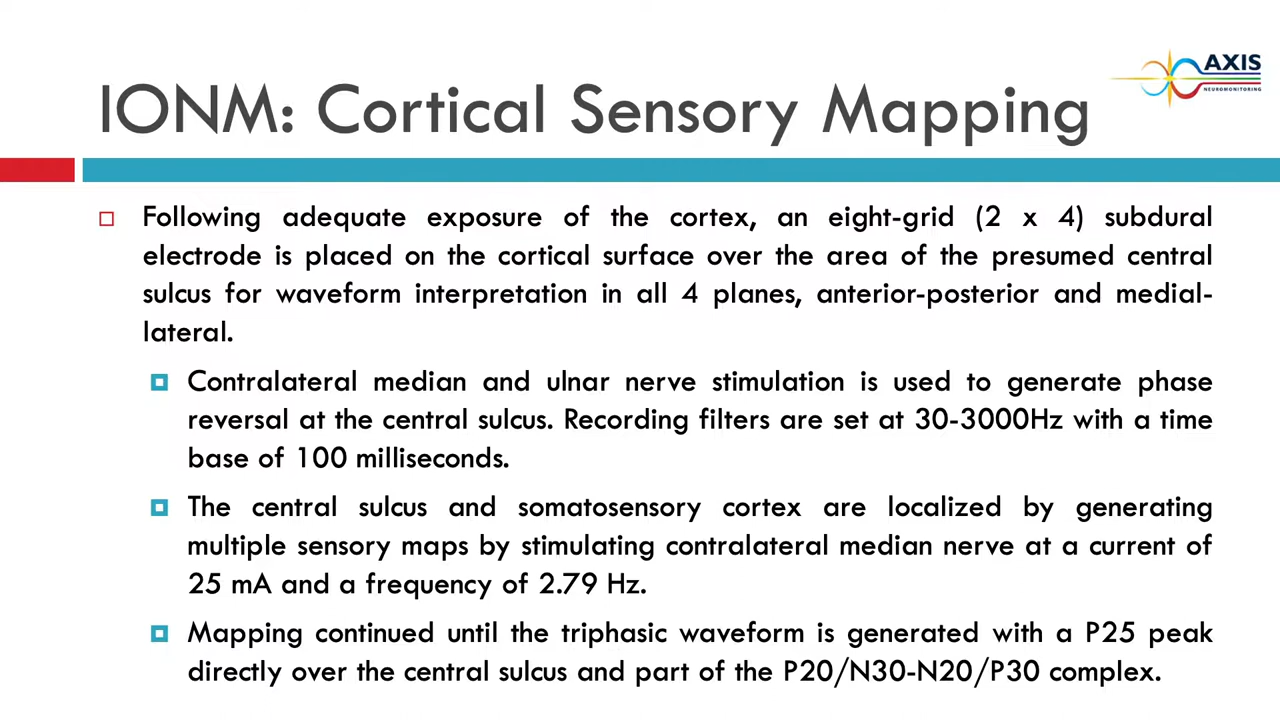 AXIS
NEUROMONITORING
IONM: Cortical Sensory Mapping
Following adequate exposure of the cortex, an eight-grid (2 x 4) subdural
electrode is placed on the cortical surface over the area of the presumed central
sulcus for waveform interpretation in all 4 planes, anterior-posterior and medial-
lateral.
Contralateral median and ulnar nerve stimulation is used to generate phase
reversal at the central sulcus. Recording filters are set at 30-3000Hz with a time
base of 100 milliseconds.
The central sulcus and somatosensory cortex are localized by generating
multiple sensory maps by stimulating contralateral median nerve at a current of
25 mA and a frequency of 2.79 Hz.
Mapping continued until the triphasic waveform is generated with a P25 peak
directly over the central sulcus and part of the P20/N30-N20/P30 complex.